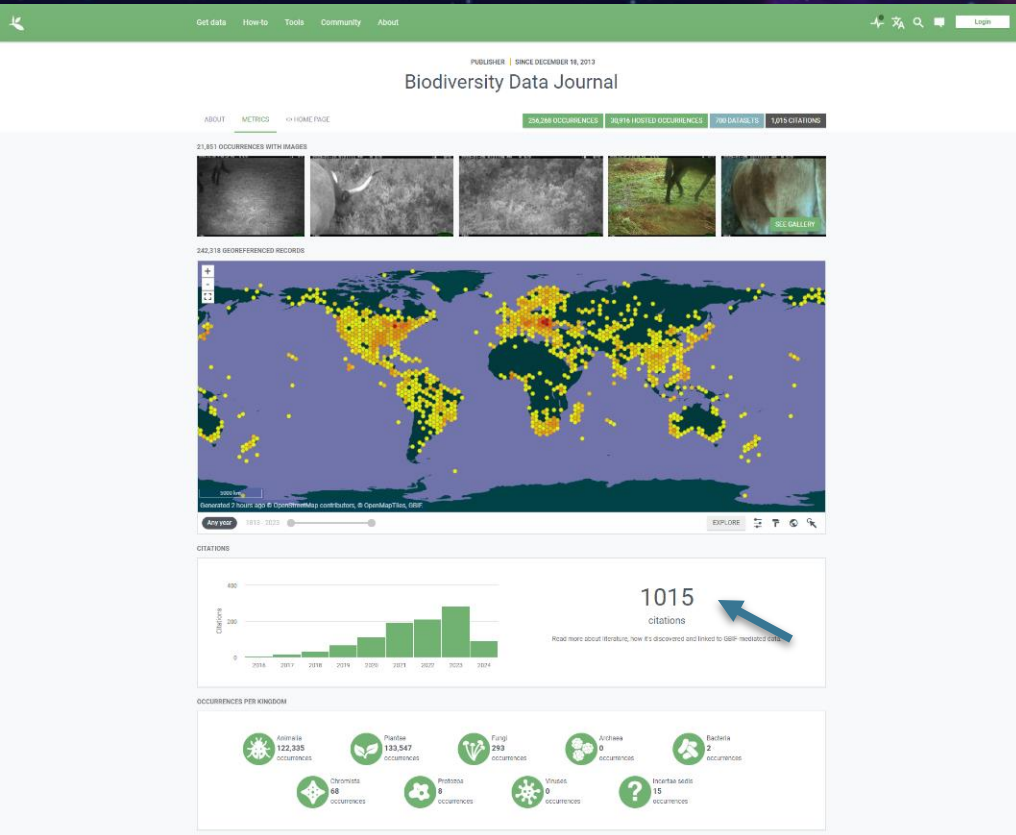 Get data How-to Tools Community About Login
PUBLISHER | SINCE DECEMBER 18, 2013
Biodiversity Data Journal
ABOUT METRICS HOME PAGE
256,268 OCCURRENCES 30,916 HOSTED OCCURRENCES 700 DATASETS 1,015 CITATIONS
21,851 OCCURRENCES WITH IMAGES
SEE GALLERY
242,318 GEOREFERENCED RECORDS
+
-
Generated 2 hours ago © OpenStreetMap contributors, © OpenMapTiles, GBIF
Any year EXPLORE
CITATIONS
400
200
0
Citations
2016 2017 2018 2019 2020 2021 2022 2023 2024
1015
citations
Read more about literature, how it's discovered and linked to GBIF mediated data.
OCCURRENCES PER KINGDOM
Animalia
122,335
occurrences
Plantae
133,547
occurrences
Fungi
293
occurrences
Archaea
0
occurrences
Bacteria
2
occurrences
Chromista
68
occurrences
Protozoa
8
occurrences
Viruses
0
occurrences
?
Incertae sedis
15
occurrences